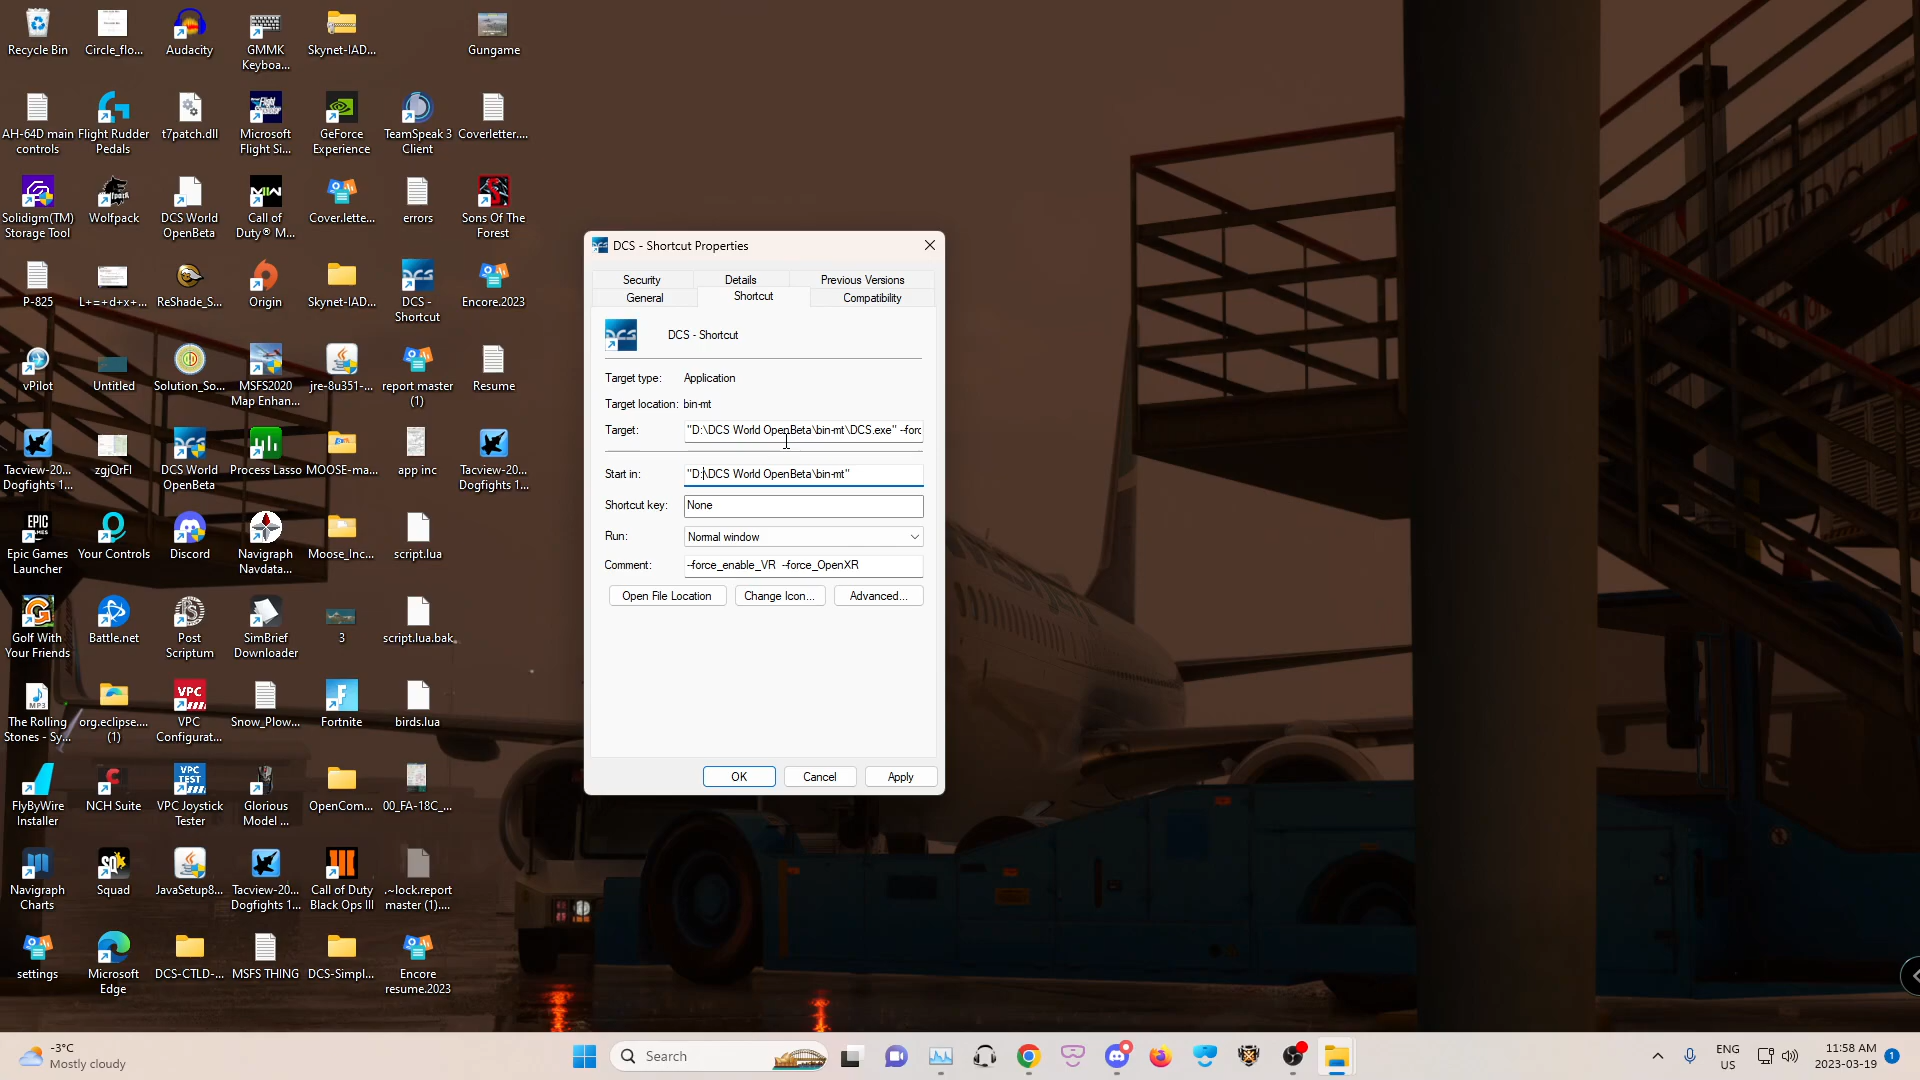 Recycle Bin
Circle_flo...
Audacity
GMMK
Keyboa...
Skynet-IAD...
Gungame
AH-64D main
controls
Flight Rudder
Pedals
t7patch.dll
Microsoft
Flight Si...
GeForce
Experience
TeamSpeak 3
Client
Coverletter....
Solidigm(TM)
Storage Tool
Wolfpack
DCS World
OpenBeta
Call of
Duty® M...
Cover.lette...
errors
Sons Of The
Forest
P-825
L+=+d+x+...
ReShade_S...
Origin
Skynet-IAD...
DCS -
Shortcut
Encore.2023
vPilot
Untitled
Solution_So...
MSFS2020
Map Enhan...
jre-8u351-...
report master
(1)
Resume
Tacview-20...
Dogfights 1...
zgjQrFl
DCS World
OpenBeta
Process Lasso
MOOSE-ma...
app inc
Tacview-20...
Dogfights 1...
Epic Games
Launcher
Your Controls
Discord
Navigraph
Navdata...
Moose_Inc...
script.lua
Golf With
Your Friends
Battle.net
Post
Scriptum
SimBrief
Downloader
3
script.lua.bak
The Rolling
Stones - Sy...
org.eclipse....
(1)
VPC
Configurat...
Snow_Plow...
Fortnite
birds.lua
FlyByWire
Installer
NCH Suite
VPC Joystick
Tester
Glorious
Model ...
OpenCom...
00_FA-18C_...
Navigraph
Charts
Squad
JavaSetup8...
Tacview-20...
Dogfights 1...
Call of Duty
Black Ops III
.~lock.report
master (1)....
settings
Microsoft
Edge
DCS-CTLD-...
MSFS THING
DCS-Simpl...
Encore
resume.2023
DCS - Shortcut Properties
Security
Details
Previous Versions
General
Shortcut
Compatibility
DCS - Shortcut
Target type:
Application
Target location:
bin-mt
Target:
"D:\DCS World OpenBeta\bin-mt\DCS.exe" --forc
Start in:
"D:\DCS World OpenBeta\bin-mt"
Shortcut key:
None
Run:
Normal window
Comment:
--force_enable_VR --force_OpenXR
Open File Location
Change Icon...
Advanced...
OK
Cancel
Apply
-3°C
Mostly cloudy
Search
ENG
US
11:58 AM
2023-03-19
1